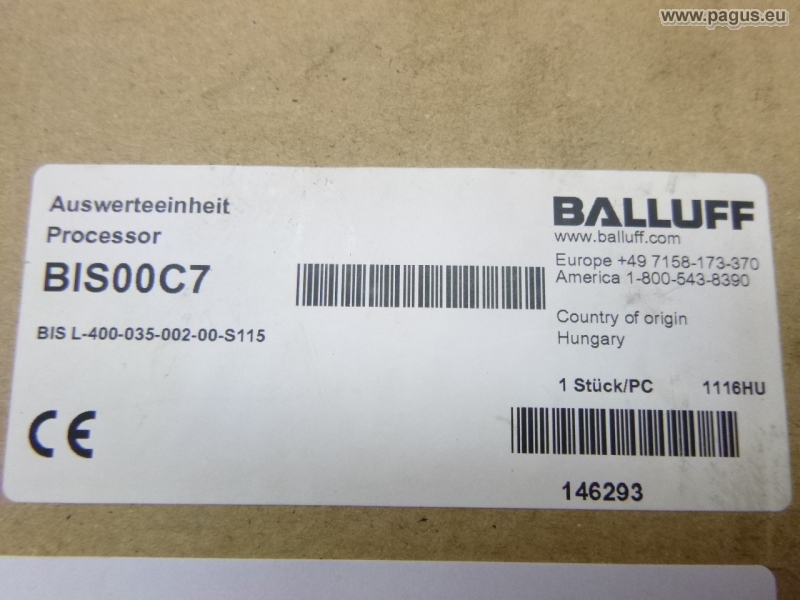 www.pagus.eu
Auswerteeinheit
Processor
BIS00C7
BIS L-400-035-002-00-S115
BALLUFF
www.balluff.com
Europe +49 7158-173-370
America 1-800-543-8390
Country of origin
Hungary
1 Stück/PC 1116HU
146293
CE